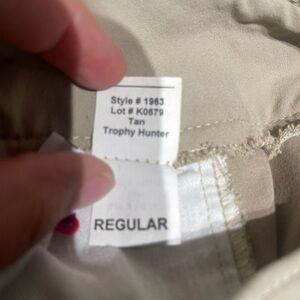 Style # 1963
Lot # K0679
Tan
Trophy Hunter
REGULAR